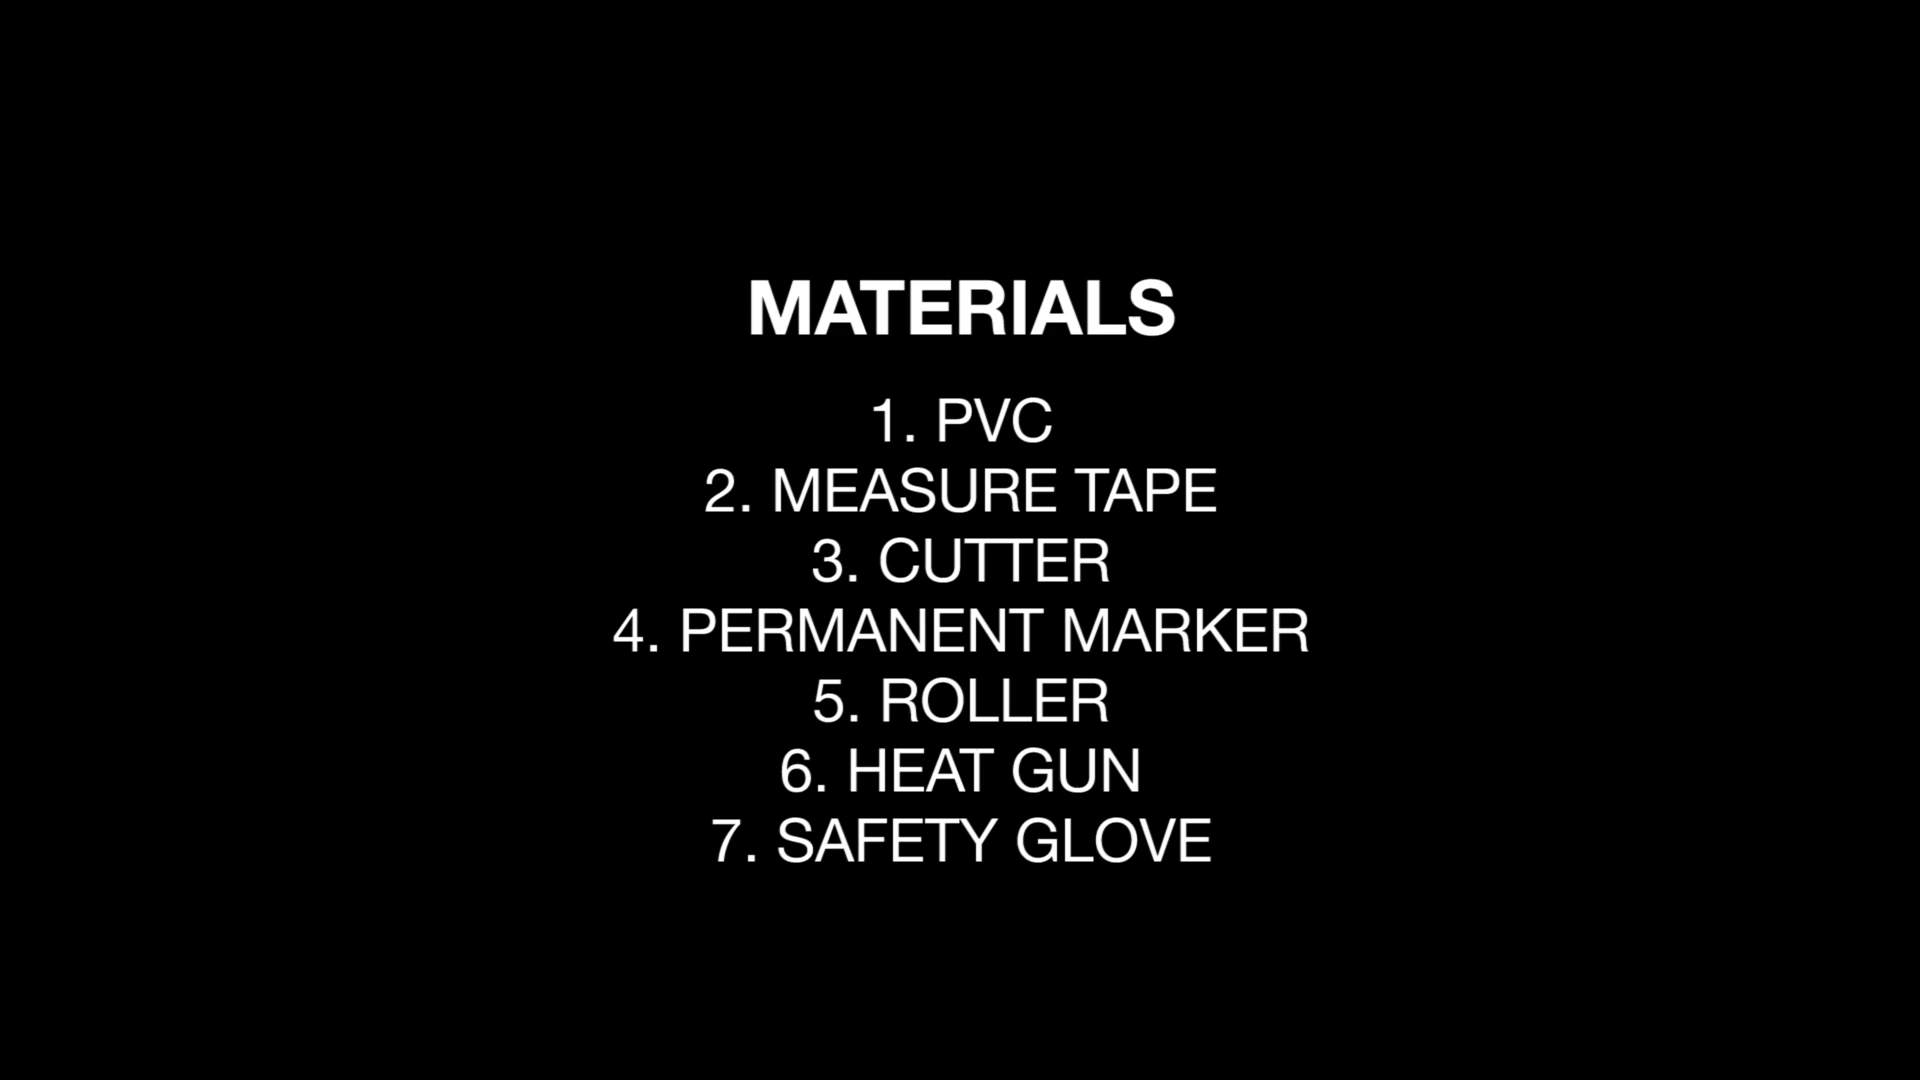 MATERIALS
1. PVC
2. MEASURE TAPE
3. CUTTER
4. PERMANENT MARKER
5. ROLLER
6. HEAT GUN
7. SAFETY GLOVE